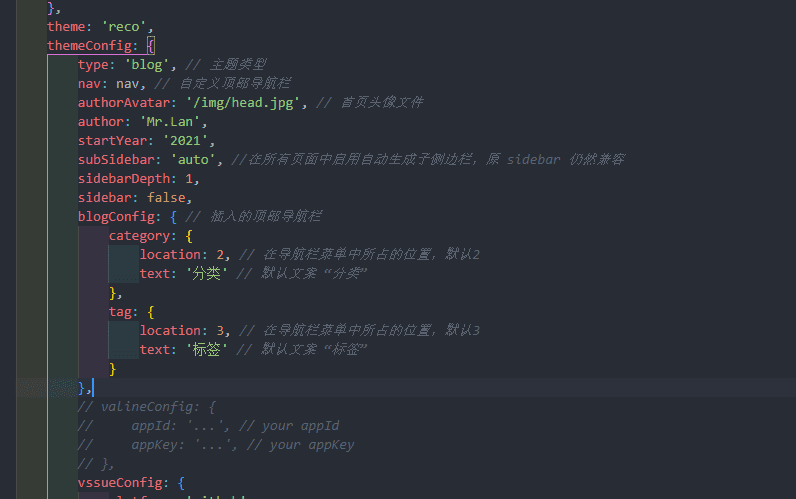 },
theme: 'reco',
themeConfig: {
type: 'blog', // 主题类型
nav: nav, // 自定义顶部导航栏
authorAvatar: '/img/head.jpg', // 首页头像文件
author: 'Mr.Lan',
startYear: '2021',
subSidebar: 'auto', //在所有页面中启用自动生成子侧边栏，原 sidebar 仍然兼容
sidebarDepth: 1,
sidebar: false,
blogConfig: { // 插入的顶部导航栏
category: {
location: 2, // 在导航栏菜单中所占的位置，默认2
text: '分类' // 默认文案 “分类”
},
tag: {
location: 3, // 在导航栏菜单中所占的位置，默认3
text: '标签' // 默认文案 “标签”
}
},
// valineConfig: {
// appId: '...', // your appId
// appKey: '...', // your appKey
// },
vssueConfig: {